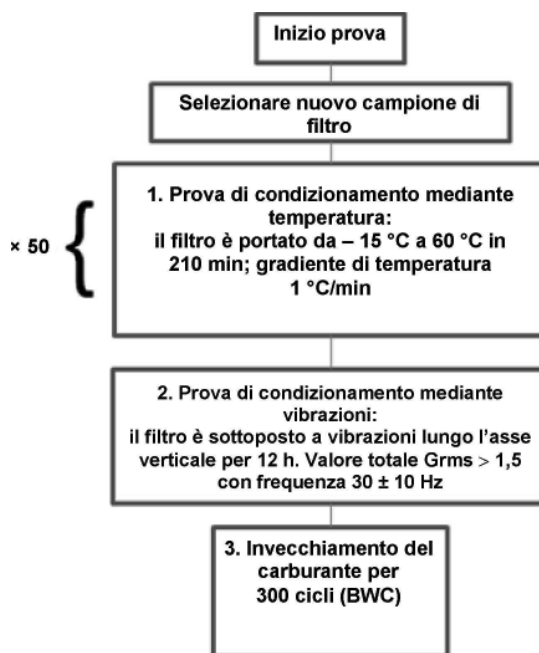 Inizio prova
Selezionare nuovo campione di
filtro
1. Prova di condizionamento mediante
temperatura:
il filtro è portato da – 15 °C a 60 °C in
210 min; gradiente di temperatura
1 °C/min
× 50
2. Prova di condizionamento mediante
vibrazioni:
il filtro è sottoposto a vibrazioni lungo l’asse
verticale per 12 h. Valore totale Grms > 1,5
con frequenza 30 ± 10 Hz
3. Invecchiamento del
carburante per
300 cicli (BWC)